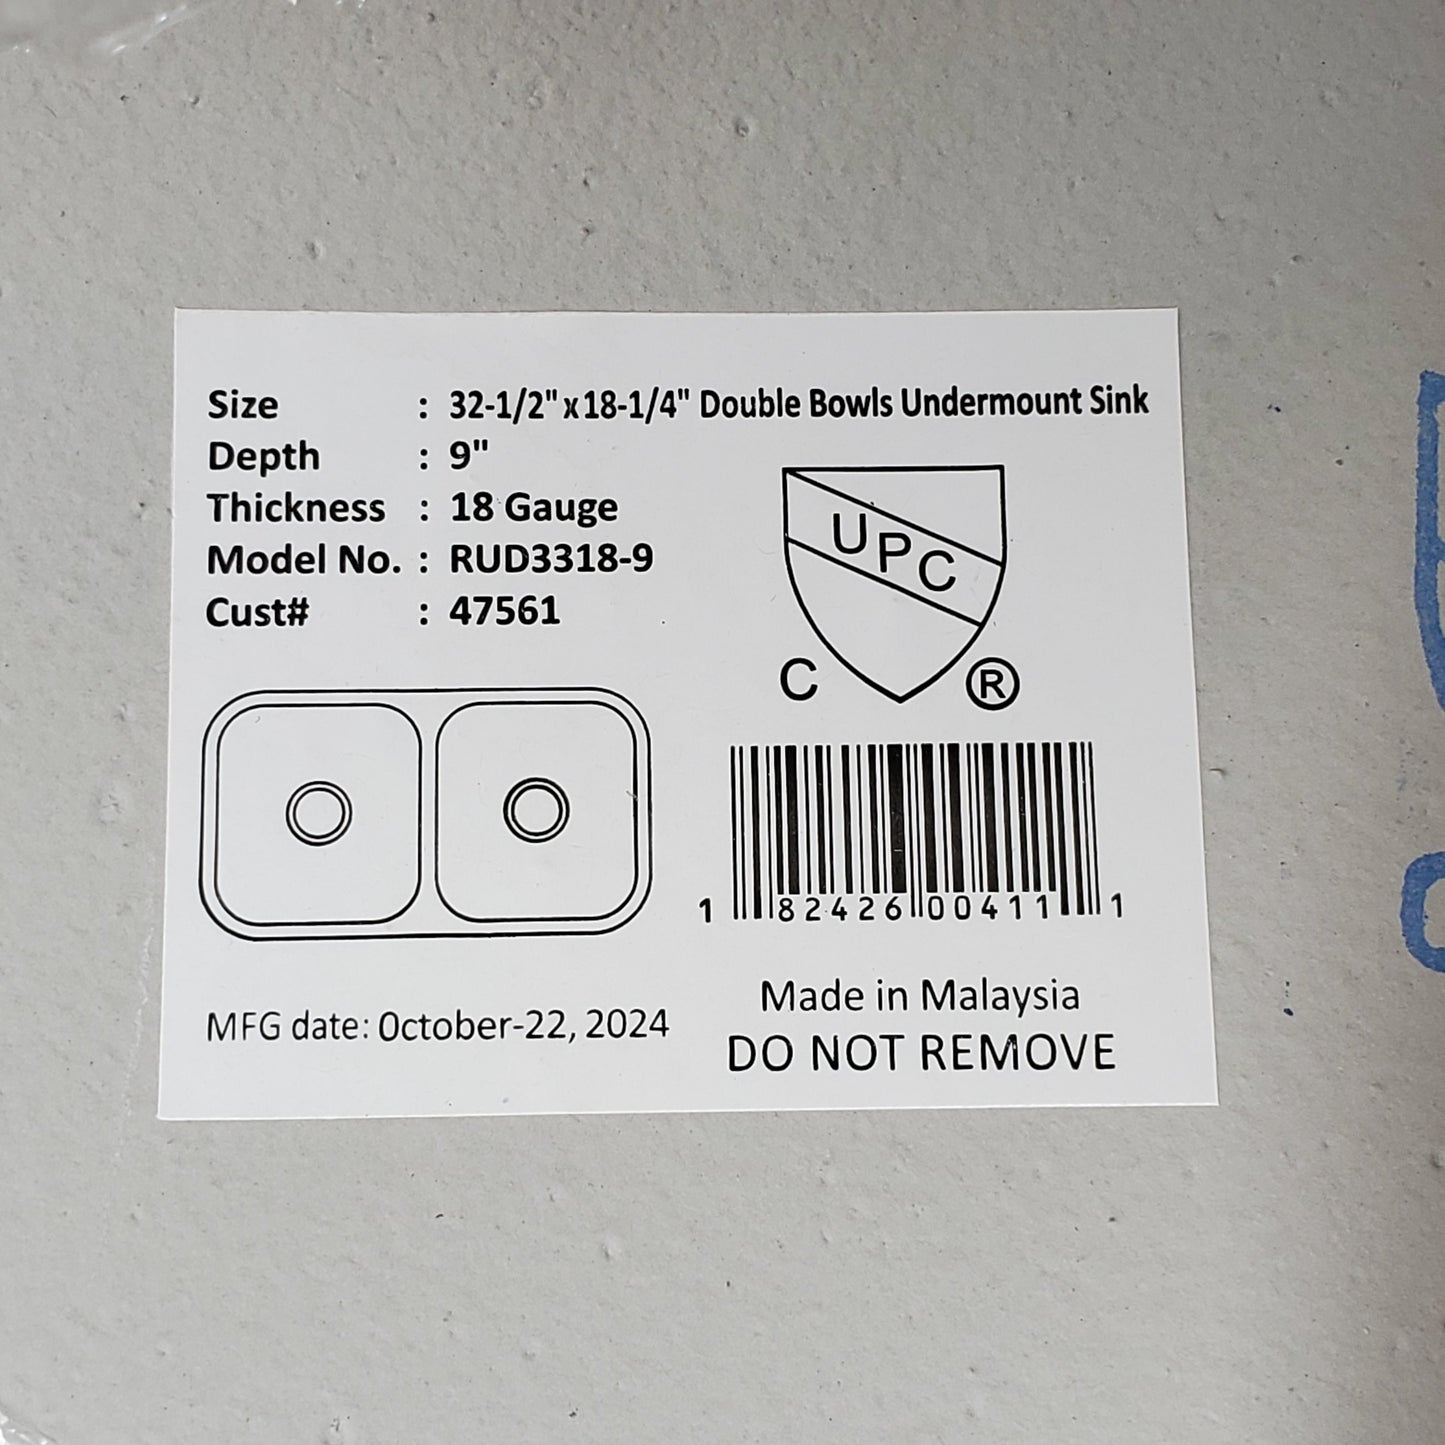 Size : 32-1/2" x 18-1/4" Double Bowls Undermount Sink
Depth : 9"
Thickness : 18 Gauge
Model No. : RUD3318-9
Cust# : 47561
UPC
C ®
1 82426 00411 1
MFG date: October-22, 2024
Made in Malaysia
DO NOT REMOVE